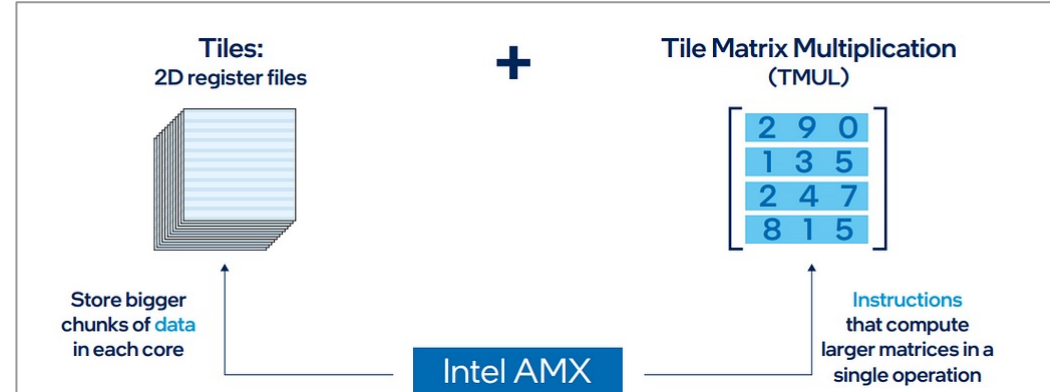 Tiles:
2D register files
+
Tile Matrix Multiplication
(TMUL)
2 9 0
1 3 5
2 4 7
8 1 5
Store bigger
chunks of data
in each core
Intel AMX
Instructions
that compute
larger matrices in a
single operation